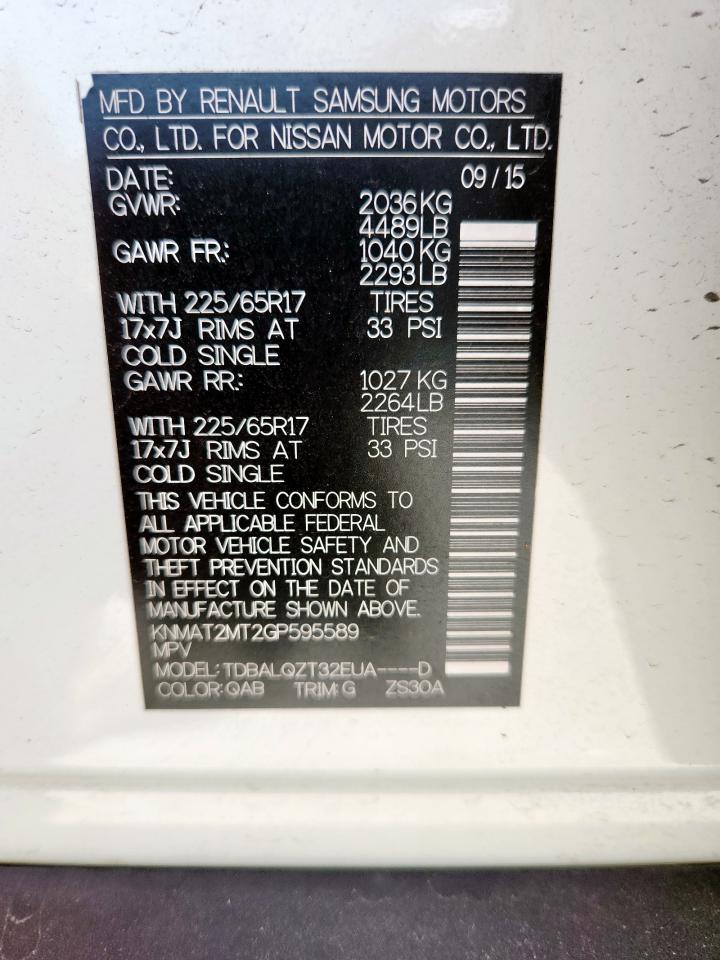 MFD BY RENAULT SAMSUNG MOTORS
CO., LTD. FOR NISSAN MOTOR CO., LTD.
DATE: 09 / 15
GVWR: 2036 KG
4489 LB
GAWR FR.: 1040 KG
2293 LB
WITH 225/65R17 TIRES
17x7J RIMS AT 33 PSI
COLD SINGLE
GAWR RR.: 1027 KG
2264 LB
WITH 225/65R17 TIRES
17x7J RIMS AT 33 PSI
COLD SINGLE
THIS VEHICLE CONFORMS TO
ALL APPLICABLE FEDERAL
MOTOR VEHICLE SAFETY AND
THEFT PREVENTION STANDARDS
IN EFFECT ON THE DATE OF
MANUFACTURE SHOWN ABOVE.
KNMAT2MT2GP595589
MPV
MODEL: TDBALQZT32EUA----D
COLOR: QAB TRIM: G ZS30A